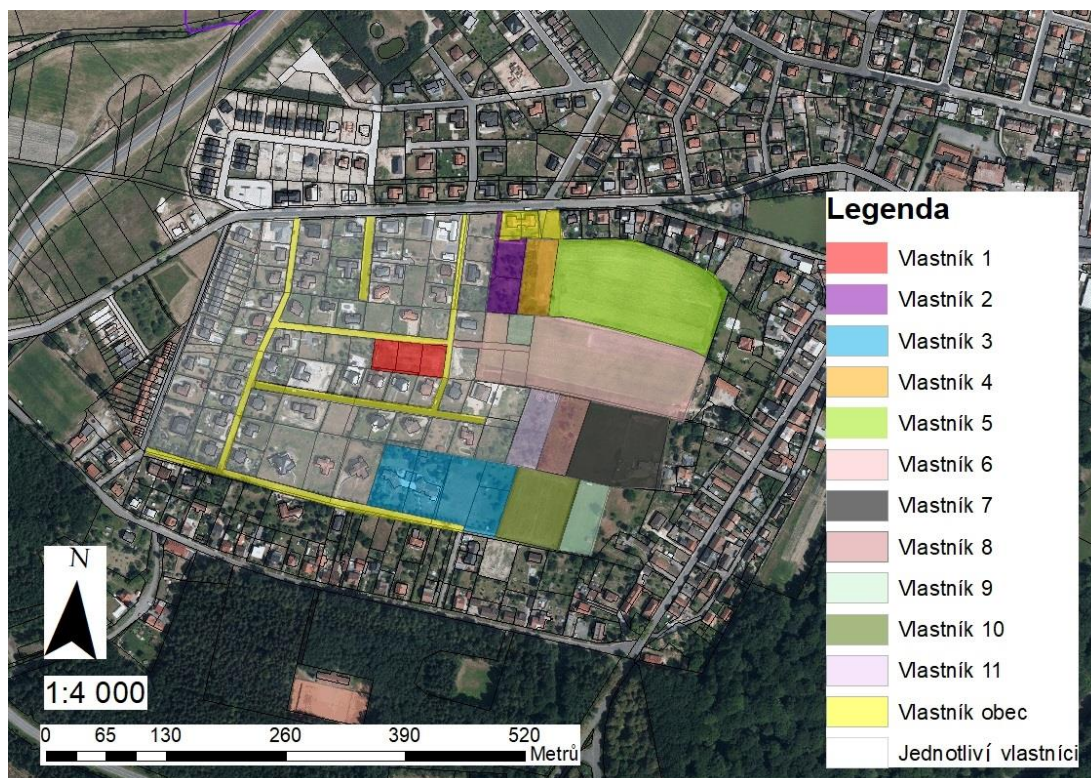 Legenda
Vlastník 1
Vlastník 2
Vlastník 3
Vlastník 4
Vlastník 5
Vlastník 6
Vlastník 7
Vlastník 8
Vlastník 9
Vlastník 10
Vlastník 11
Vlastník obec
Jednotliví vlastníci
N
1:4 000
0 65 130 260 390 520
Metrů